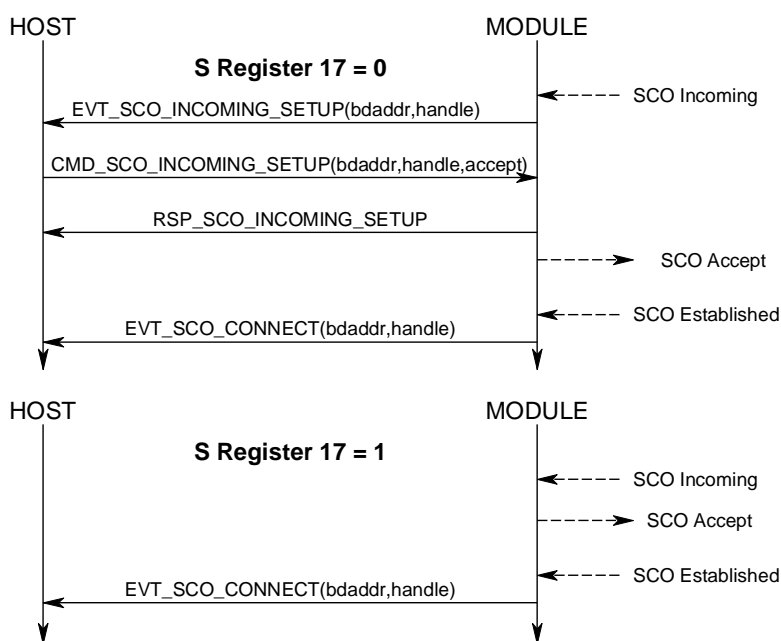 HOST MODULE
S Register 17 = 0
SCO Incoming
EVT_SCO_INCOMING_SETUP(bdaddr,handle)
CMD_SCO_INCOMING_SETUP(bdaddr,handle,accept)
RSP_SCO_INCOMING_SETUP
SCO Accept
SCO Established
EVT_SCO_CONNECT(bdaddr,handle)
HOST MODULE
S Register 17 = 1
SCO Incoming
SCO Accept
SCO Established
EVT_SCO_CONNECT(bdaddr,handle)